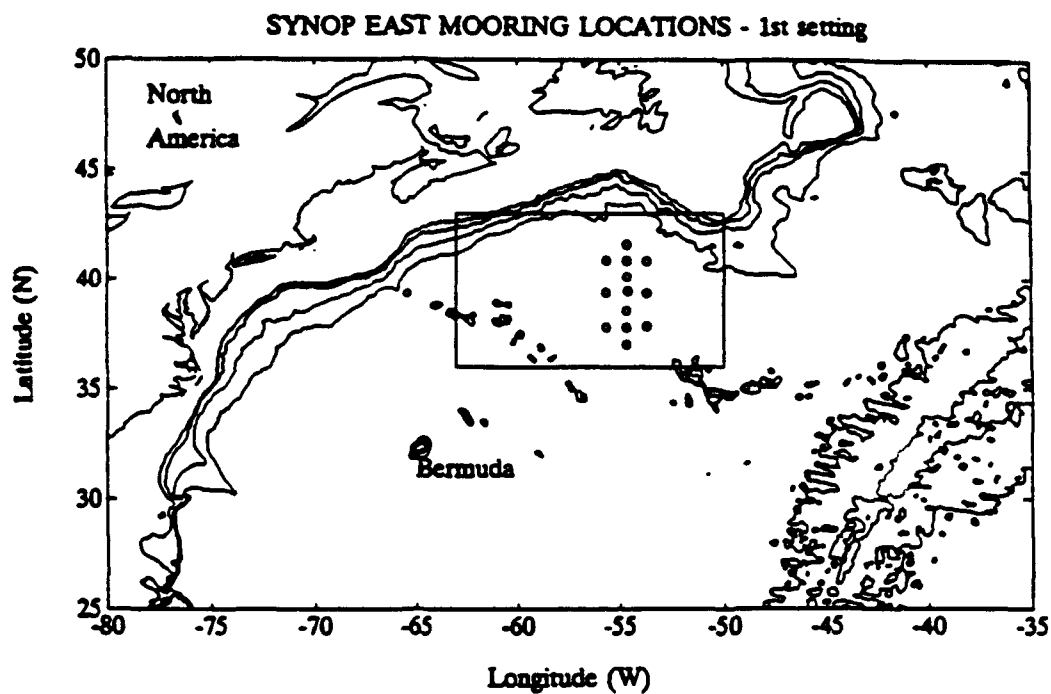 SYNOP EAST MOORING LOCATIONS - 1st setting
50
45
40
35
30
25
Latitude (N)
North
America
Bermuda
-80 -75 -70 -65 -60 -55 -50 -45 -40 -35
Longitude (W)